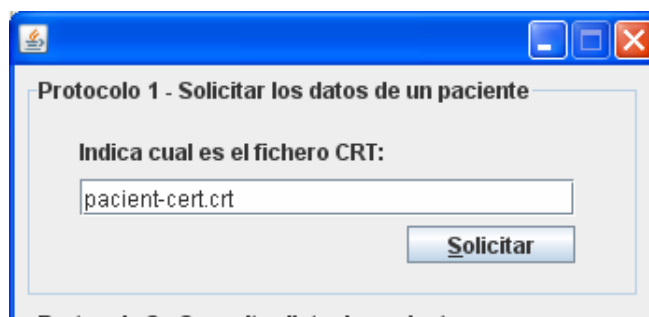 Protocolo 1 - Solicitar los datos de un paciente
Indica cual es el fichero CRT:
pacient-cert.crt
Solicitar